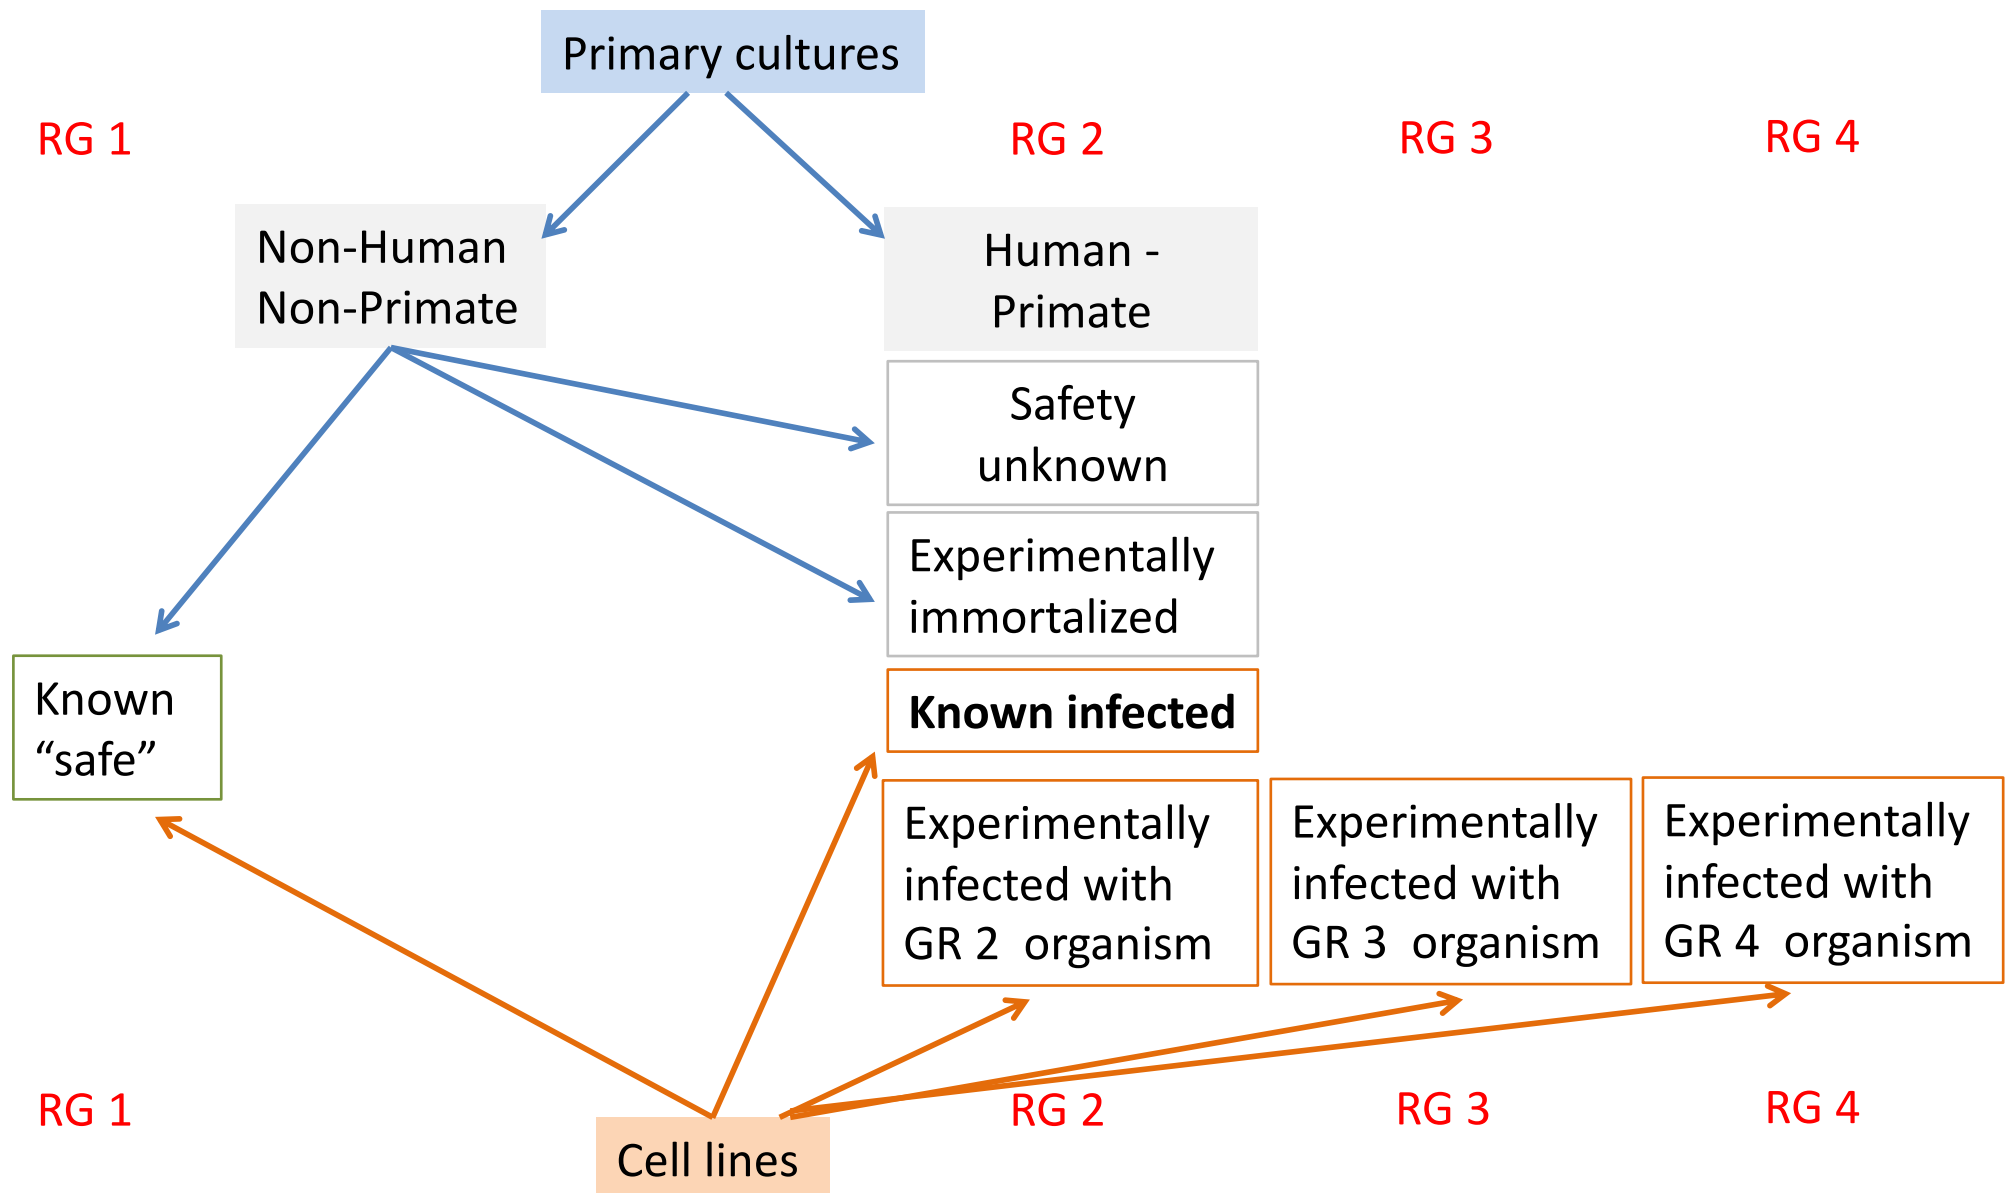 Primary cultures
RG 1
RG 2
RG 3
RG 4
Non-Human
Non-Primate
Human -
Primate
Safety
unknown
Experimentally
immortalized
Known
“safe”
Known infected
Experimentally
infected with
GR 2 organism
Experimentally
infected with
GR 3 organism
Experimentally
infected with
GR 4 organism
RG 1
RG 2
RG 3
RG 4
Cell lines